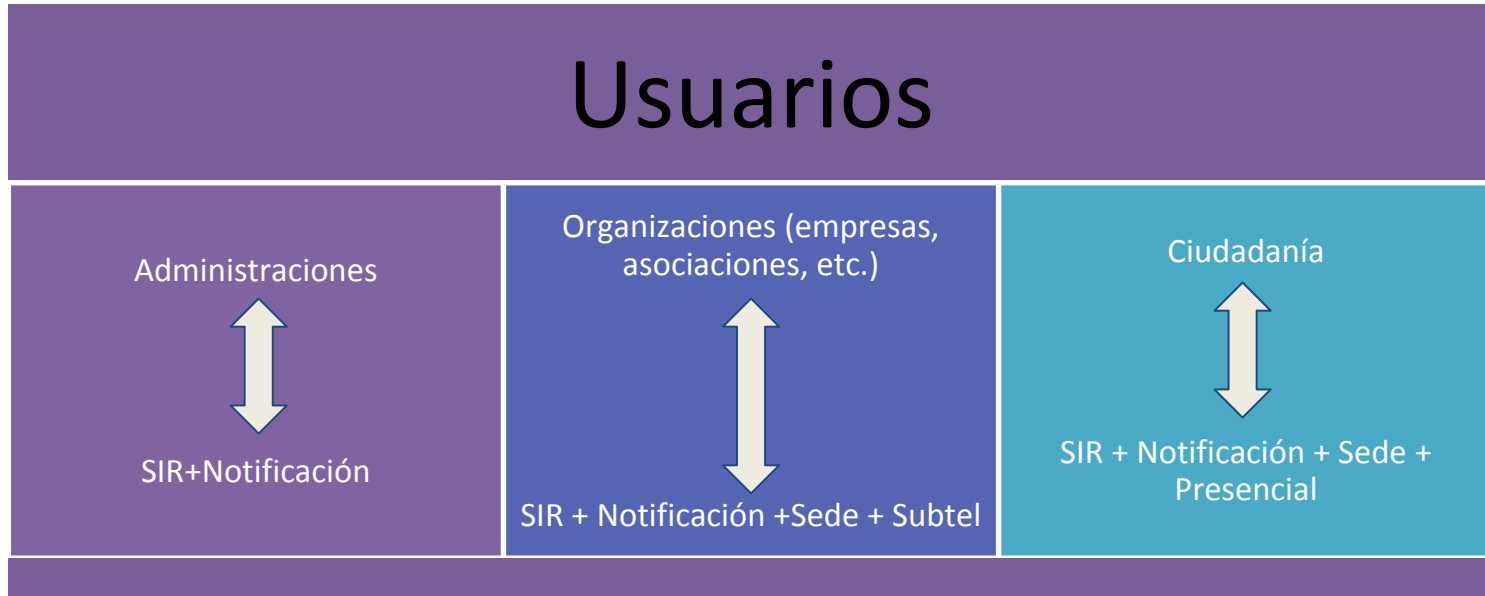 Usuarios
Administraciones
SIR+Notificación
Organizaciones (empresas,
asociaciones, etc.)
SIR + Notificación +Sede + Subtel
Ciudadanía
SIR + Notificación + Sede +
Presencial